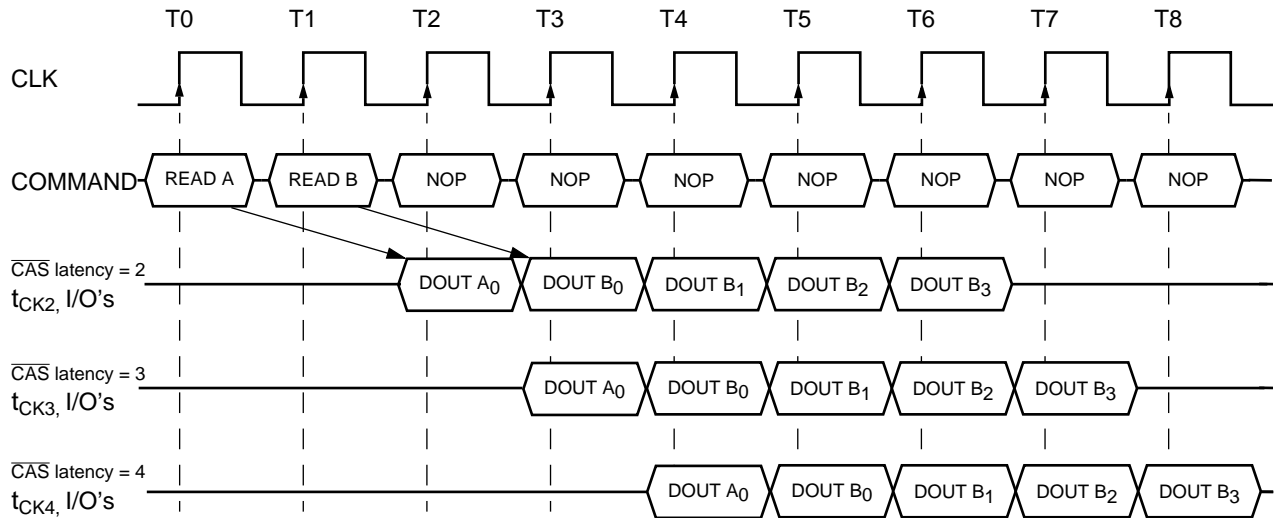 T0 T1 T2 T3 T4 T5 T6 T7 T8
CLK
COMMAND READ A READ B NOP NOP NOP NOP NOP NOP NOP
CAS latency = 2
tCK2, I/O's DOUT A0 DOUT B0 DOUT B1 DOUT B2 DOUT B3
CAS latency = 3
tCK3, I/O's DOUT A0 DOUT B0 DOUT B1 DOUT B2 DOUT B3
CAS latency = 4
tCK4, I/O's DOUT A0 DOUT B0 DOUT B1 DOUT B2 DOUT B3